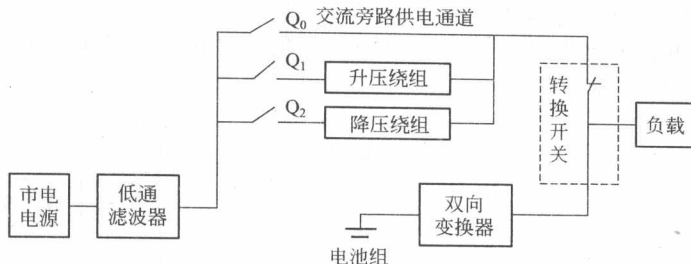 Q₀ 交流旁路供电通道
Q₁
升压绕组
Q₂
降压绕组
转换开关
负载
市电
电源
低通
滤波器
双向
变换器
电池组